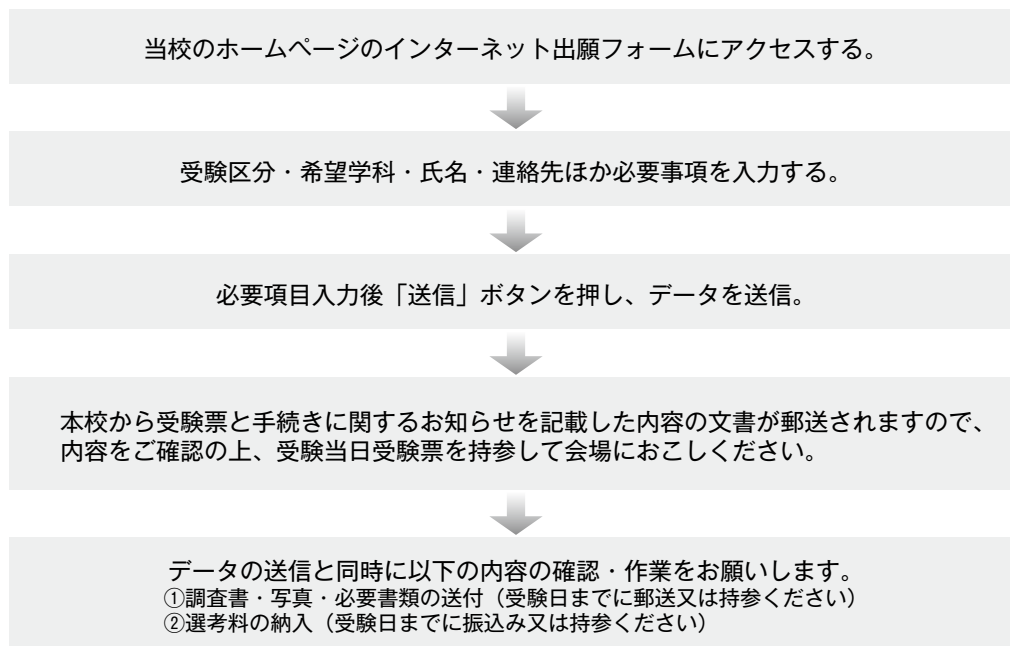 当校のホームページのインターネット出願フォームにアクセスする。
受験区分・希望学科・氏名・連絡先ほか必要事項を入力する。
必要項目入力後「送信」ボタンを押し、データを送信。
本校から受験票と手続きに関するお知らせを記載した内容の文書が郵送されますので、
内容をご確認の上、受験当日受験票を持参して会場におこしください。
データの送信と同時に以下の内容の確認・作業をお願いします。
①調査書・写真・必要書類の送付（受験日までに郵送又は持参ください）
②選考料の納入（受験日までに振込み又は持参ください）